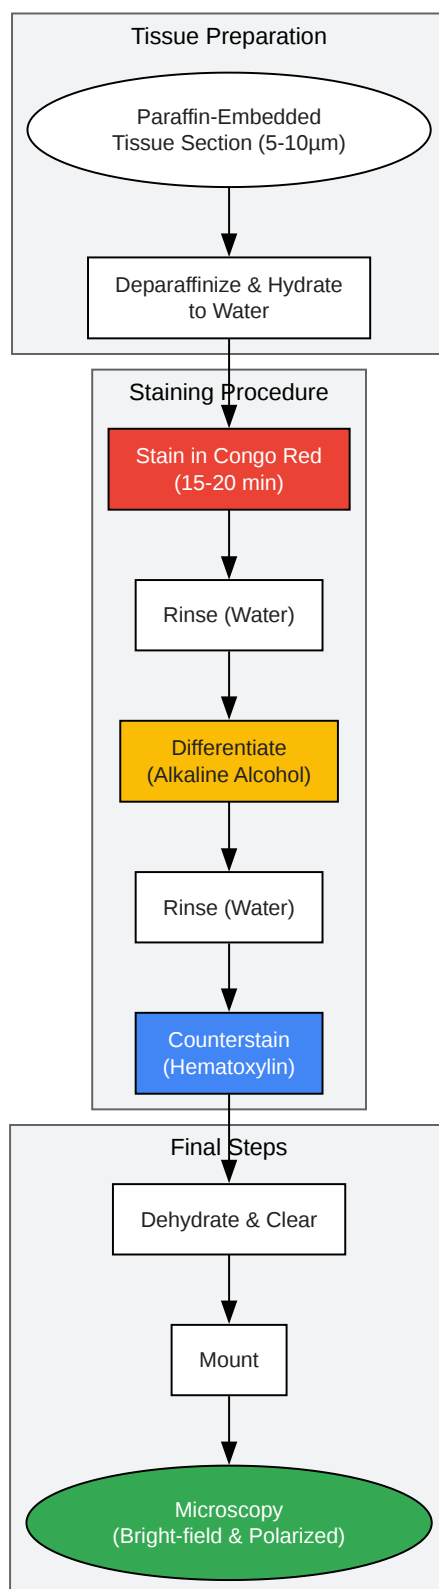 Tissue Preparation
Paraffin-Embedded
Tissue Section (5-10µm)
Deparaffinize & Hydrate
to Water
Staining Procedure
Stain in Congo Red
(15-20 min)
Rinse (Water)
Differentiate
(Alkaline Alcohol)
Rinse (Water)
Counterstain
(Hematoxylin)
Final Steps
Dehydrate & Clear
Mount
Microscopy
(Bright-field & Polarized)